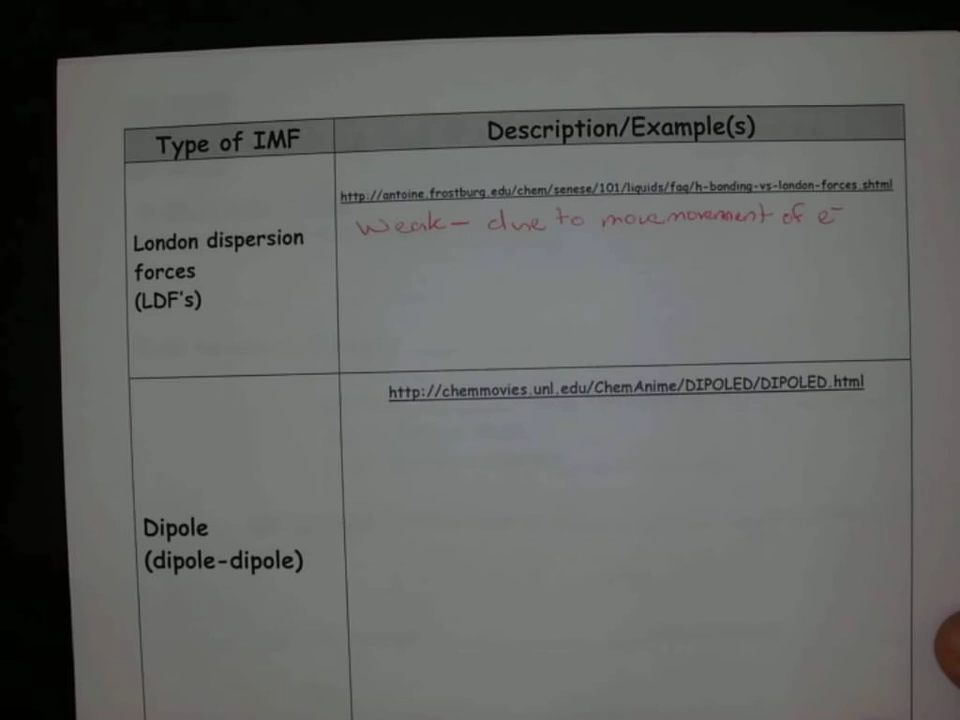 Type of IMF
Description/Example(s)
London dispersion
forces
(LDF's)
http://antoine.frostburg.edu/chem/senese/101/liquids/faq/h-bonding-vs-london-forces.shtml
Weak - due to movemovement of e-
Dipole
(dipole-dipole)
http://chemmovies.unl.edu/ChemAnime/DIPOLED/DIPOLED.html